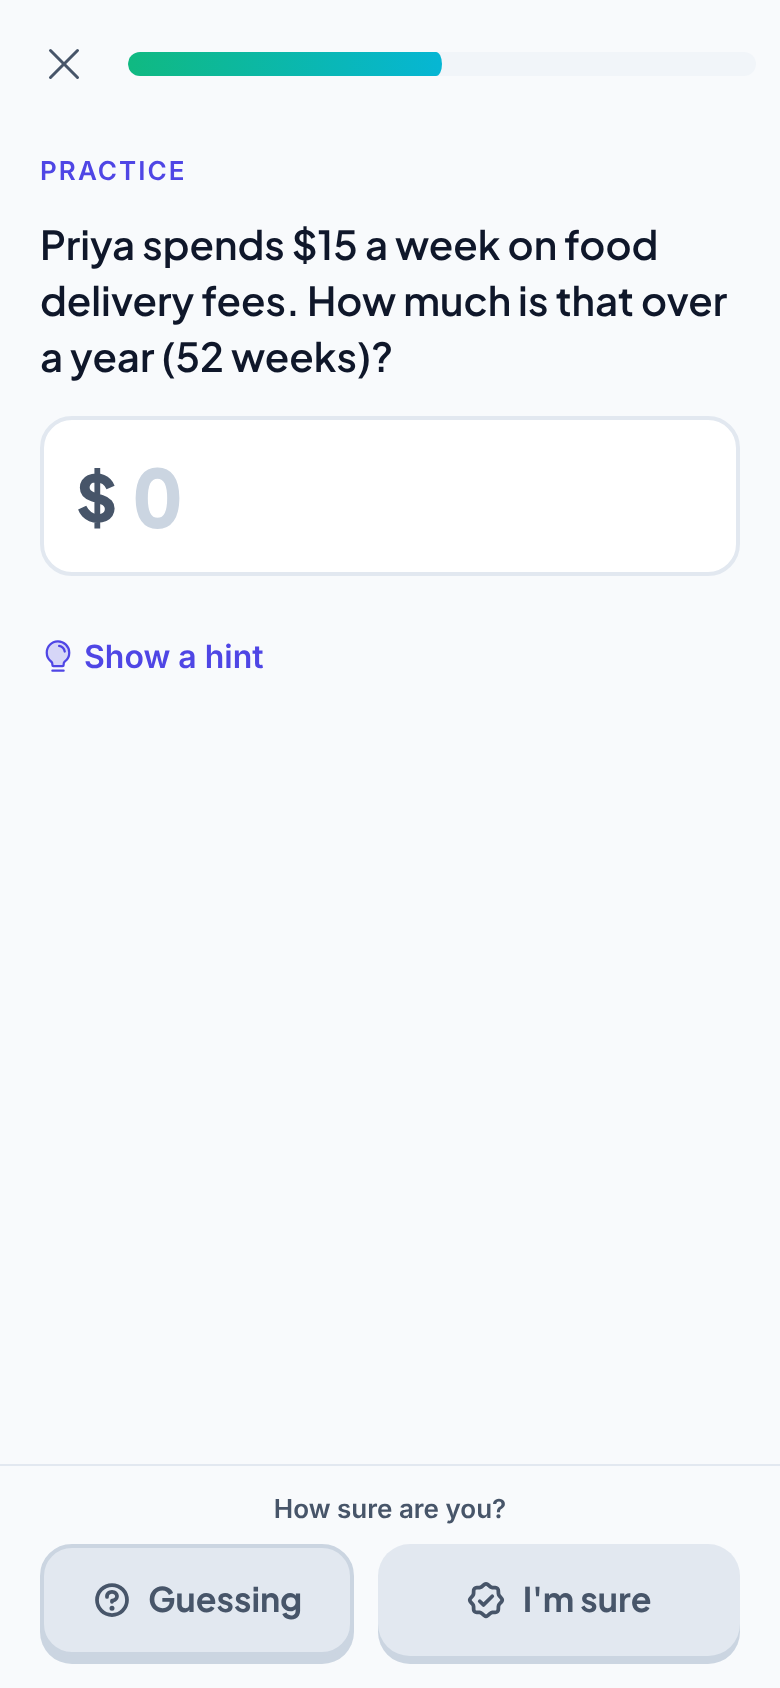 PRACTICE
Priya spends $15 a week on food
delivery fees. How much is that over
a year (52 weeks)?
$ 0
Show a hint
How sure are you?
Guessing
I'm sure